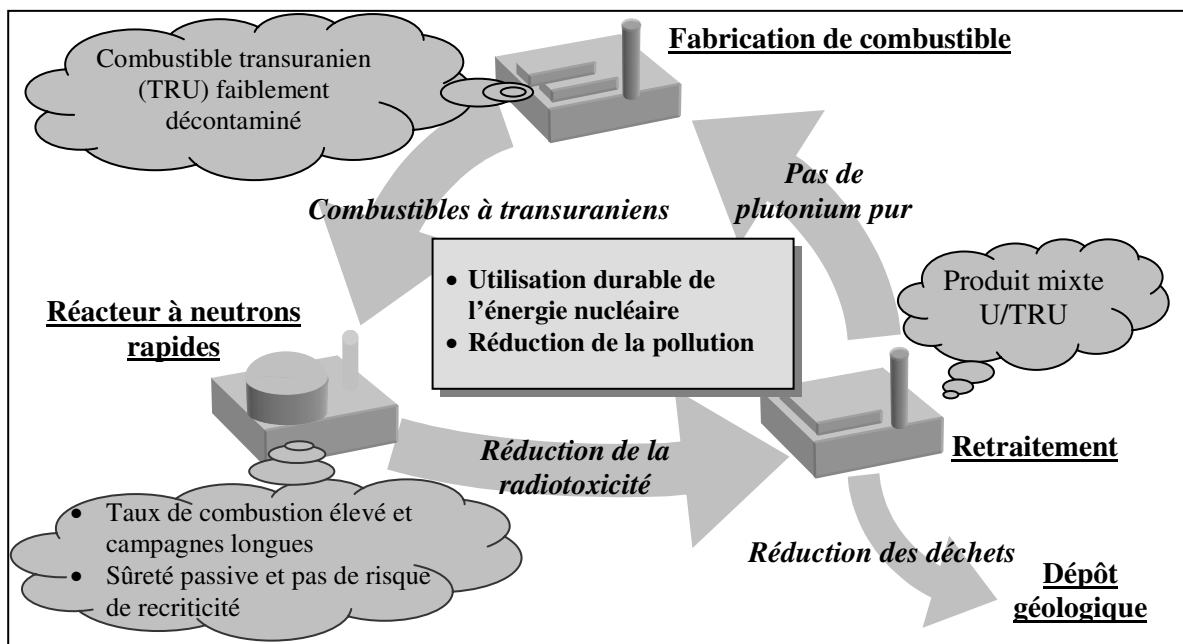 Fabrication de combustible
Combustible transuranien
(TRU) faiblement
décontaminé
Pas de
plutonium pur
Combustibles à transuraniens
• Utilisation durable de
l'énergie nucléaire
• Réduction de la pollution
Produit mixte
U/TRU
Réacteur à neutrons
rapides
Retraitement
Réduction de la
radiotoxicité
• Taux de combustion élevé et
campagnes longues
• Sûreté passive et pas de risque
de recriticité
Réduction des déchets
Dépôt
géologique